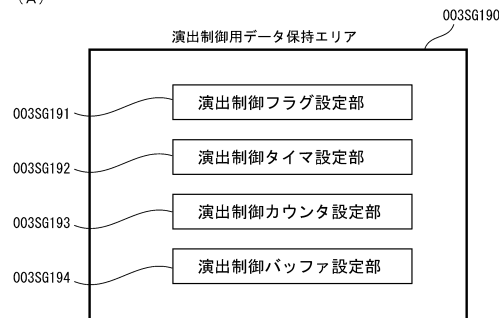 (A)
003SG190
演出制御用データ保持エリア
003SG191
演出制御フラグ設定部
003SG192
演出制御タイマ設定部
003SG193
演出制御カウンタ設定部
003SG194
演出制御バッファ設定部